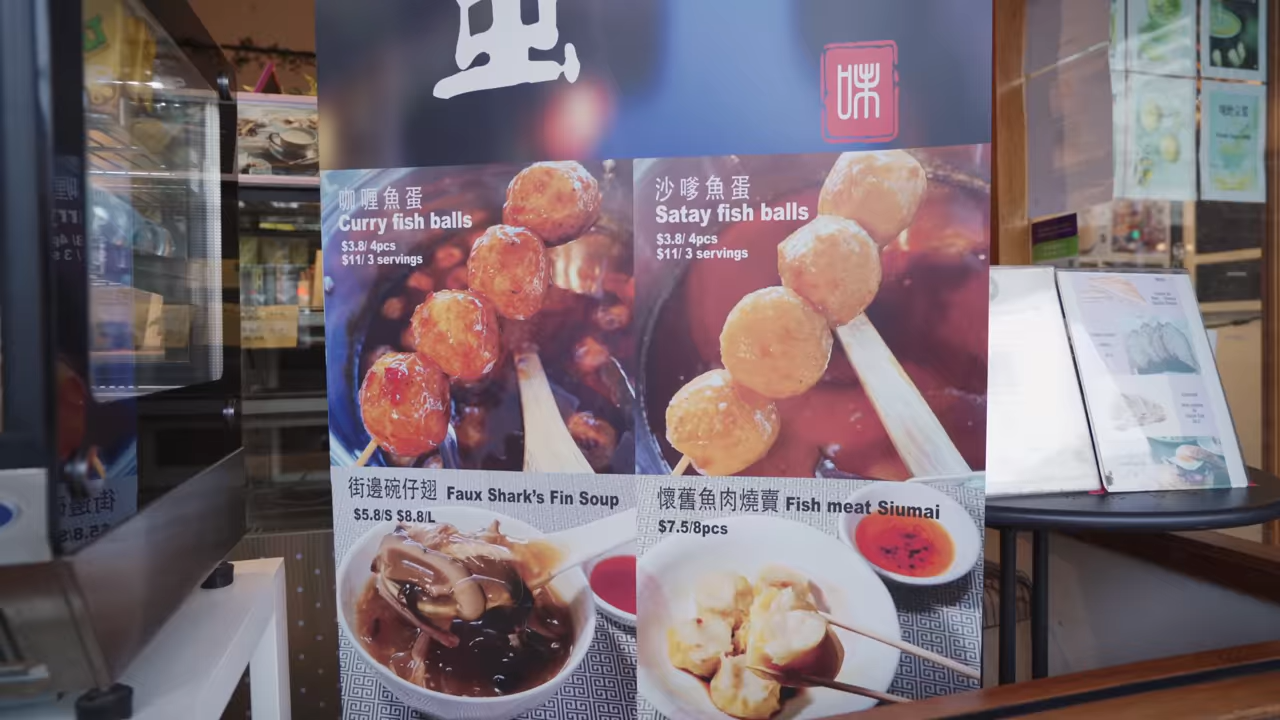 味
咖喱魚蛋
Curry fish balls
$3.8/ 4pcs
$11/ 3 servings
沙嗲魚蛋
Satay fish balls
$3.8/ 4pcs
$11/ 3 servings
街邊碗仔翅 Faux Shark's Fin Soup
$5.8/S $8.8/L
懷舊魚肉燒賣 Fish meat Siumai
$7.5/8pcs